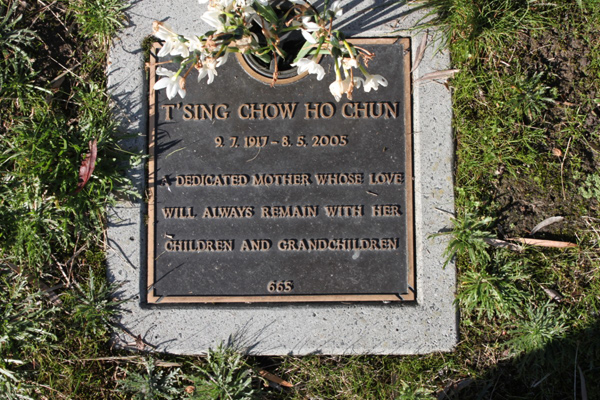 T'SING CHOW HO CHUN
9. 7. 1917 - 8. 5. 2005
A DEDICATED MOTHER WHOSE LOVE
WILL ALWAYS REMAIN WITH HER
CHILDREN AND GRANDCHILDREN
665